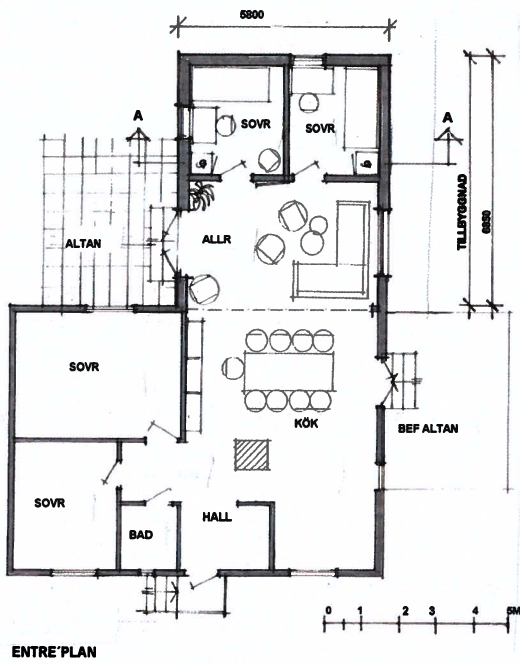 5800
A
SOVR
SOVR
A
ALTAN
ALLR
TILLBYGGNAD
6850
SOVR
KÖK
BEF ALTAN
SOVR
BAD
HALL
0 1 2 3 4 5M
ENTRE´PLAN